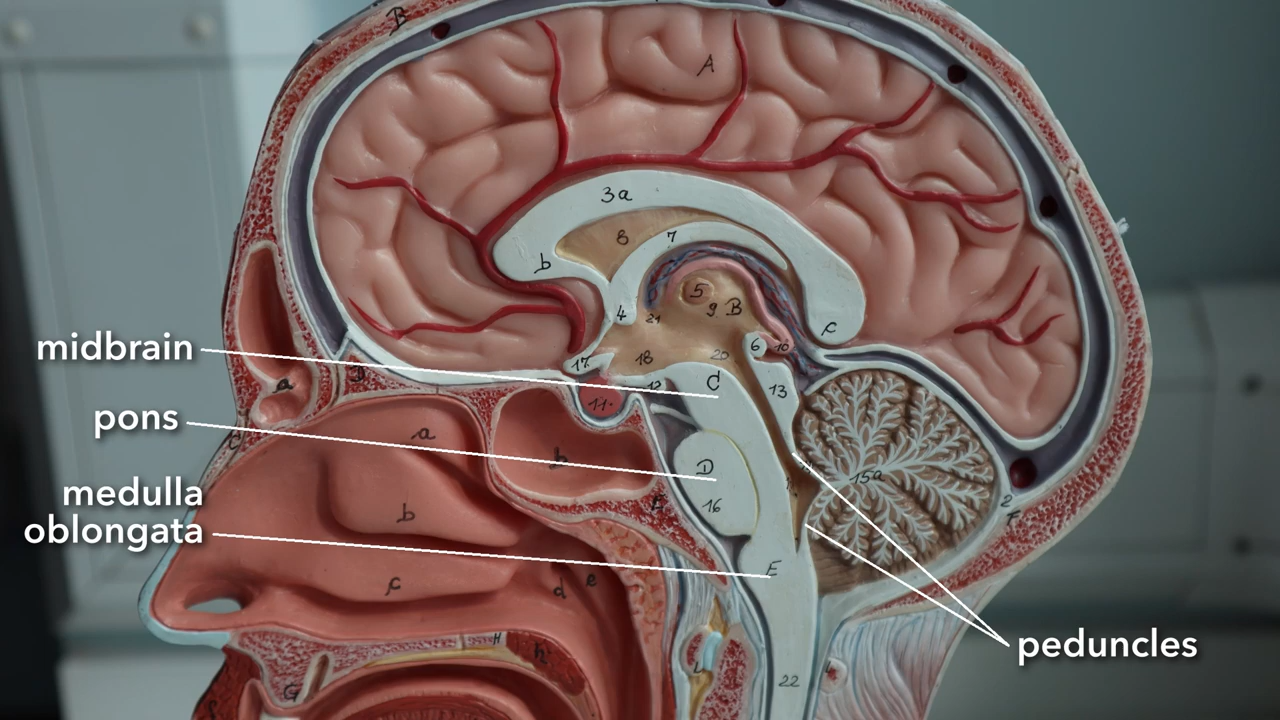 B
A
3a
8
7
b
5
9 B
4
21
c
6
10
17
18
20
midbrain
12
C
D
a
11
13
pons
a
C
b
D
15a
medulla
oblongata
b
16
E
2
F
E
c
d
e
H
h
peduncles
G
L
22
f